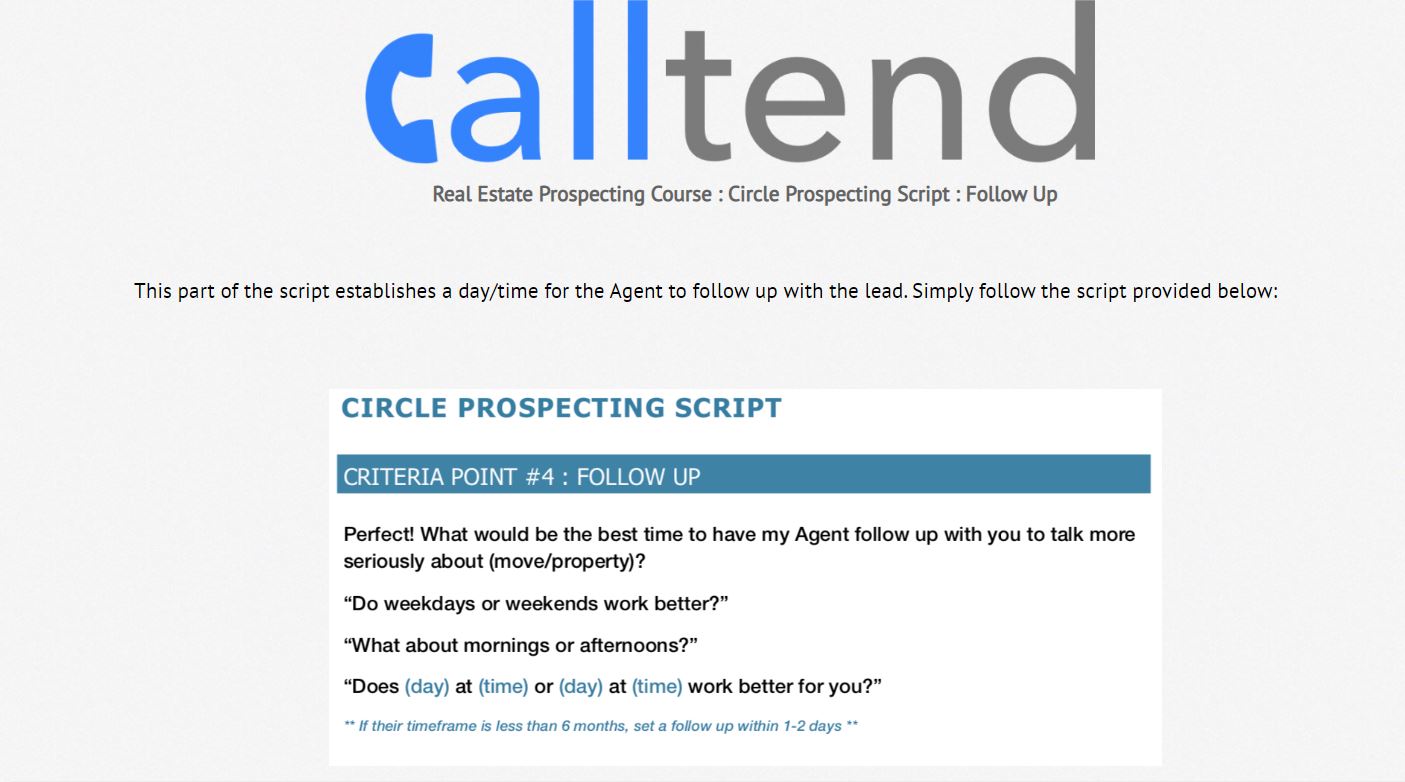 Calltend
Real Estate Prospecting Course : Circle Prospecting Script : Follow Up
This part of the script establishes a day/time for the Agent to follow up with the lead. Simply follow the script provided below:
CIRCLE PROSPECTING SCRIPT
CRITERIA POINT #4 : FOLLOW UP
Perfect! What would be the best time to have my Agent follow up with you to talk more
seriously about (move/property)?
“Do weekdays or weekends work better?”
“What about mornings or afternoons?”
“Does (day) at (time) or (day) at (time) work better for you?”
** If their timeframe is less than 6 months, set a follow up within 1-2 days **